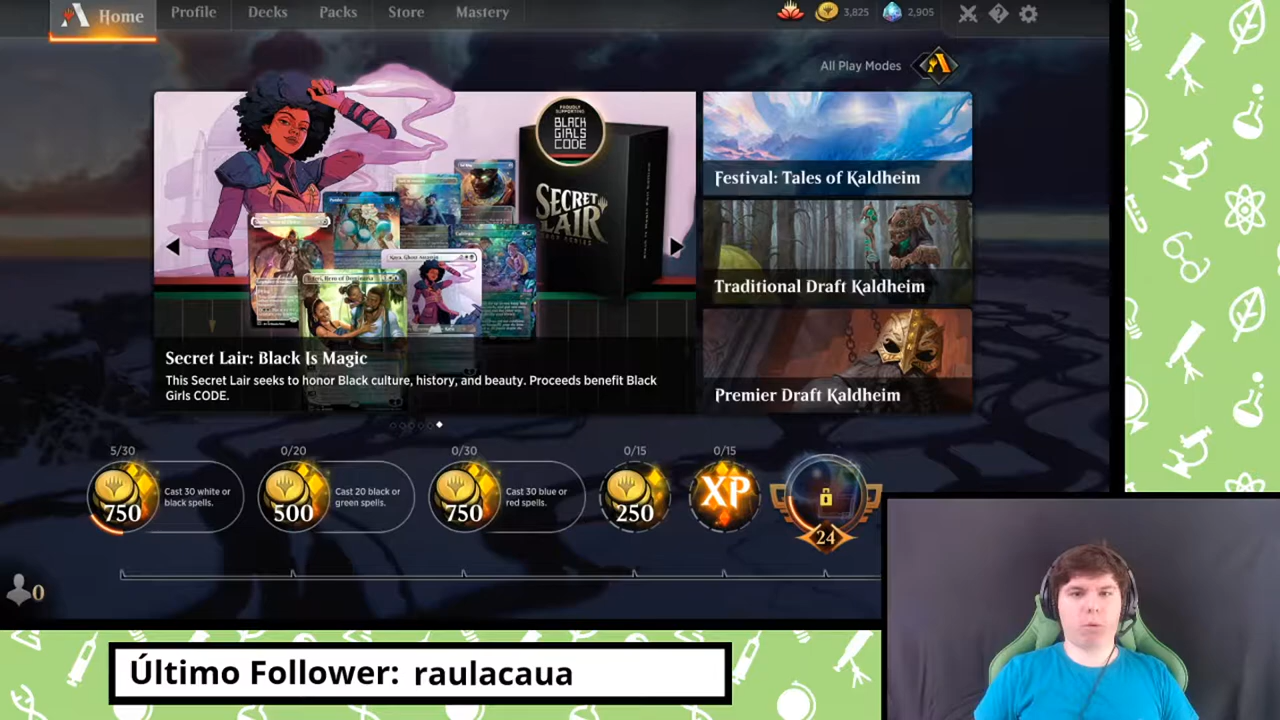 Home
Profile
Decks
Packs
Store
Mastery
3,825
2,905
All Play Modes
PROUDLY
SUPPORTING
BLACK
GIRLS
CODE
SECRET
LAIR
Festival: Tales of Kaldheim
Traditional Draft Kaldheim
Premier Draft Kaldheim
Secret Lair: Black Is Magic
This Secret Lair seeks to honor Black culture, history, and beauty. Proceeds benefit Black
Girls CODE.
5/30
750
Cast 30 white or
black spells.
0/20
500
Cast 20 black or
green spells.
0/30
750
Cast 30 blue or
red spells.
0/15
250
0/15
XP
24
0
Último Follower: raulacaua